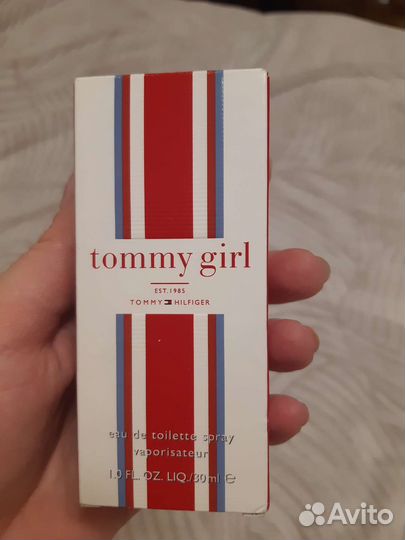 tommy girl
EST. 1985
TOMMY HILFIGER
eau de toilette spray
vaporisateur
1.0 FL. OZ. LIQ./30 ml ℮
Avito